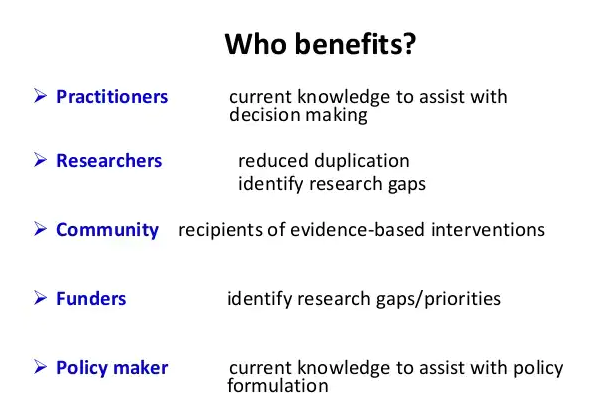 Who benefits?
➢ Practitioners current knowledge to assist with
decision making
➢ Researchers reduced duplication
identify research gaps
➢ Community recipients of evidence-based interventions
➢ Funders identify research gaps/priorities
➢ Policy maker current knowledge to assist with policy
formulation